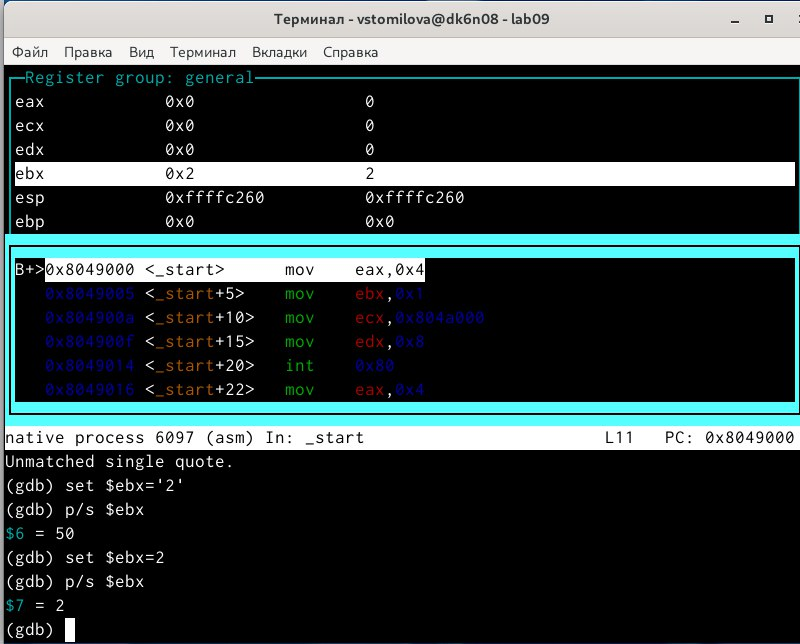 Терминал - vstomilova@dk6n08 - lab09
Файл Правка Вид Терминал Вкладки Справка
Register group: general
eax 0x0 0
ecx 0x0 0
edx 0x0 0
ebx 0x2 2
esp 0xffffc260 0xffffc260
ebp 0x0 0x0
B+>0x8049000 <_start> mov eax,0x4
0x8049005 <_start+5> mov ebx,0x1
0x804900a <_start+10> mov ecx,0x804a000
0x804900f <_start+15> mov edx,0x8
0x8049014 <_start+20> int 0x80
0x8049016 <_start+22> mov eax,0x4
native process 6097 (asm) In: _start L11 PC: 0x8049000
Unmatched single quote.
(gdb) set $ebx='2'
(gdb) p/s $ebx
$6 = 50
(gdb) set $ebx=2
(gdb) p/s $ebx
$7 = 2
(gdb)